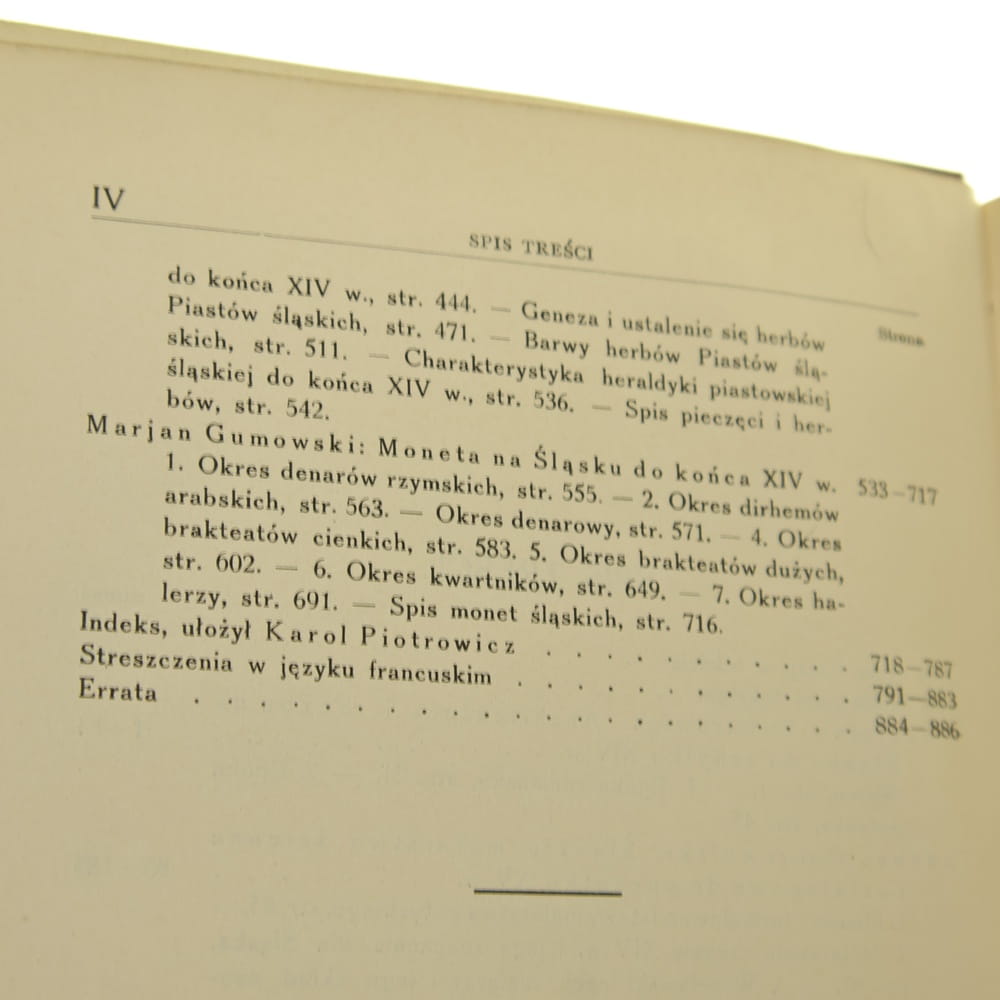 IV
SPIS TREŚCI
Strona
do końca XIV w., str. 444. — Geneza i ustalenie się herbów
Piastów śląskich, str. 471. — Barwy herbów Piastów ślą-
skich, str. 511. — Charakterystyka heraldyki piastowskiej
śląskiej do końca XIV w., str. 536. — Spis pieczęci i her-
bów, str. 542.
Marjan Gumowski: Moneta na Śląsku do końca XIV w. 533—717
1. Okres denarów rzymskich, str. 555. — 2. Okres dirhemów
arabskich, str. 563. — Okres denarowy, str. 571. — 4. Okres
brakteatów cienkich, str. 583. 5. Okres brakteatów dużych,
str. 602. — 6. Okres kwartników, str. 649. — 7. Okres ha-
lerzy, str. 691. — Spis monet śląskich, str. 716.
Indeks, ułożył Karol Piotrowicz . . . . . . . . . . 718—787
Streszczenia w języku francuskim . . . . . . . . . . . 791—883
Errata . . . . . . . . . . . . . . . . . . . . . 884—886